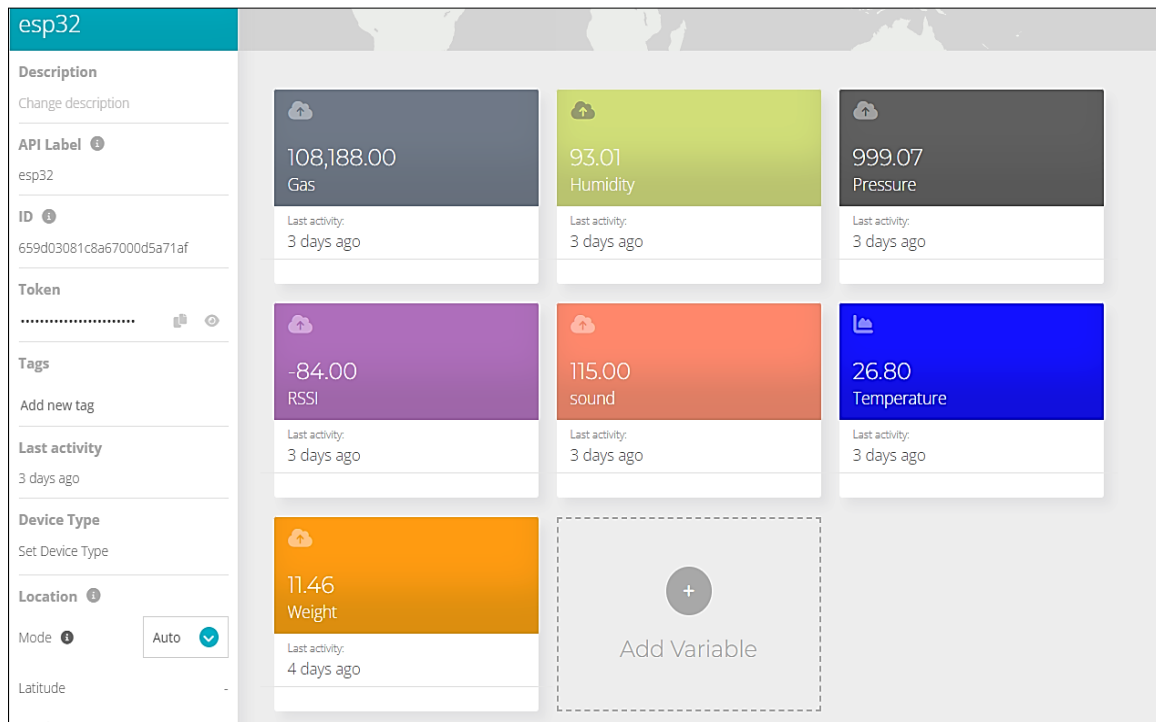 esp32
Description
Change description
API Label
esp32
ID
659d03081c8a67000d5a71af
Token
........................
Tags
Add new tag
Last activity
3 days ago
Device Type
Set Device Type
Location
Mode
Auto
Latitude
-
108,188.00
Gas
Last activity:
3 days ago
93.01
Humidity
Last activity:
3 days ago
999.07
Pressure
Last activity:
3 days ago
-84.00
RSSI
Last activity:
3 days ago
115.00
sound
Last activity:
3 days ago
26.80
Temperature
Last activity:
3 days ago
11.46
Weight
Last activity:
4 days ago
Add Variable